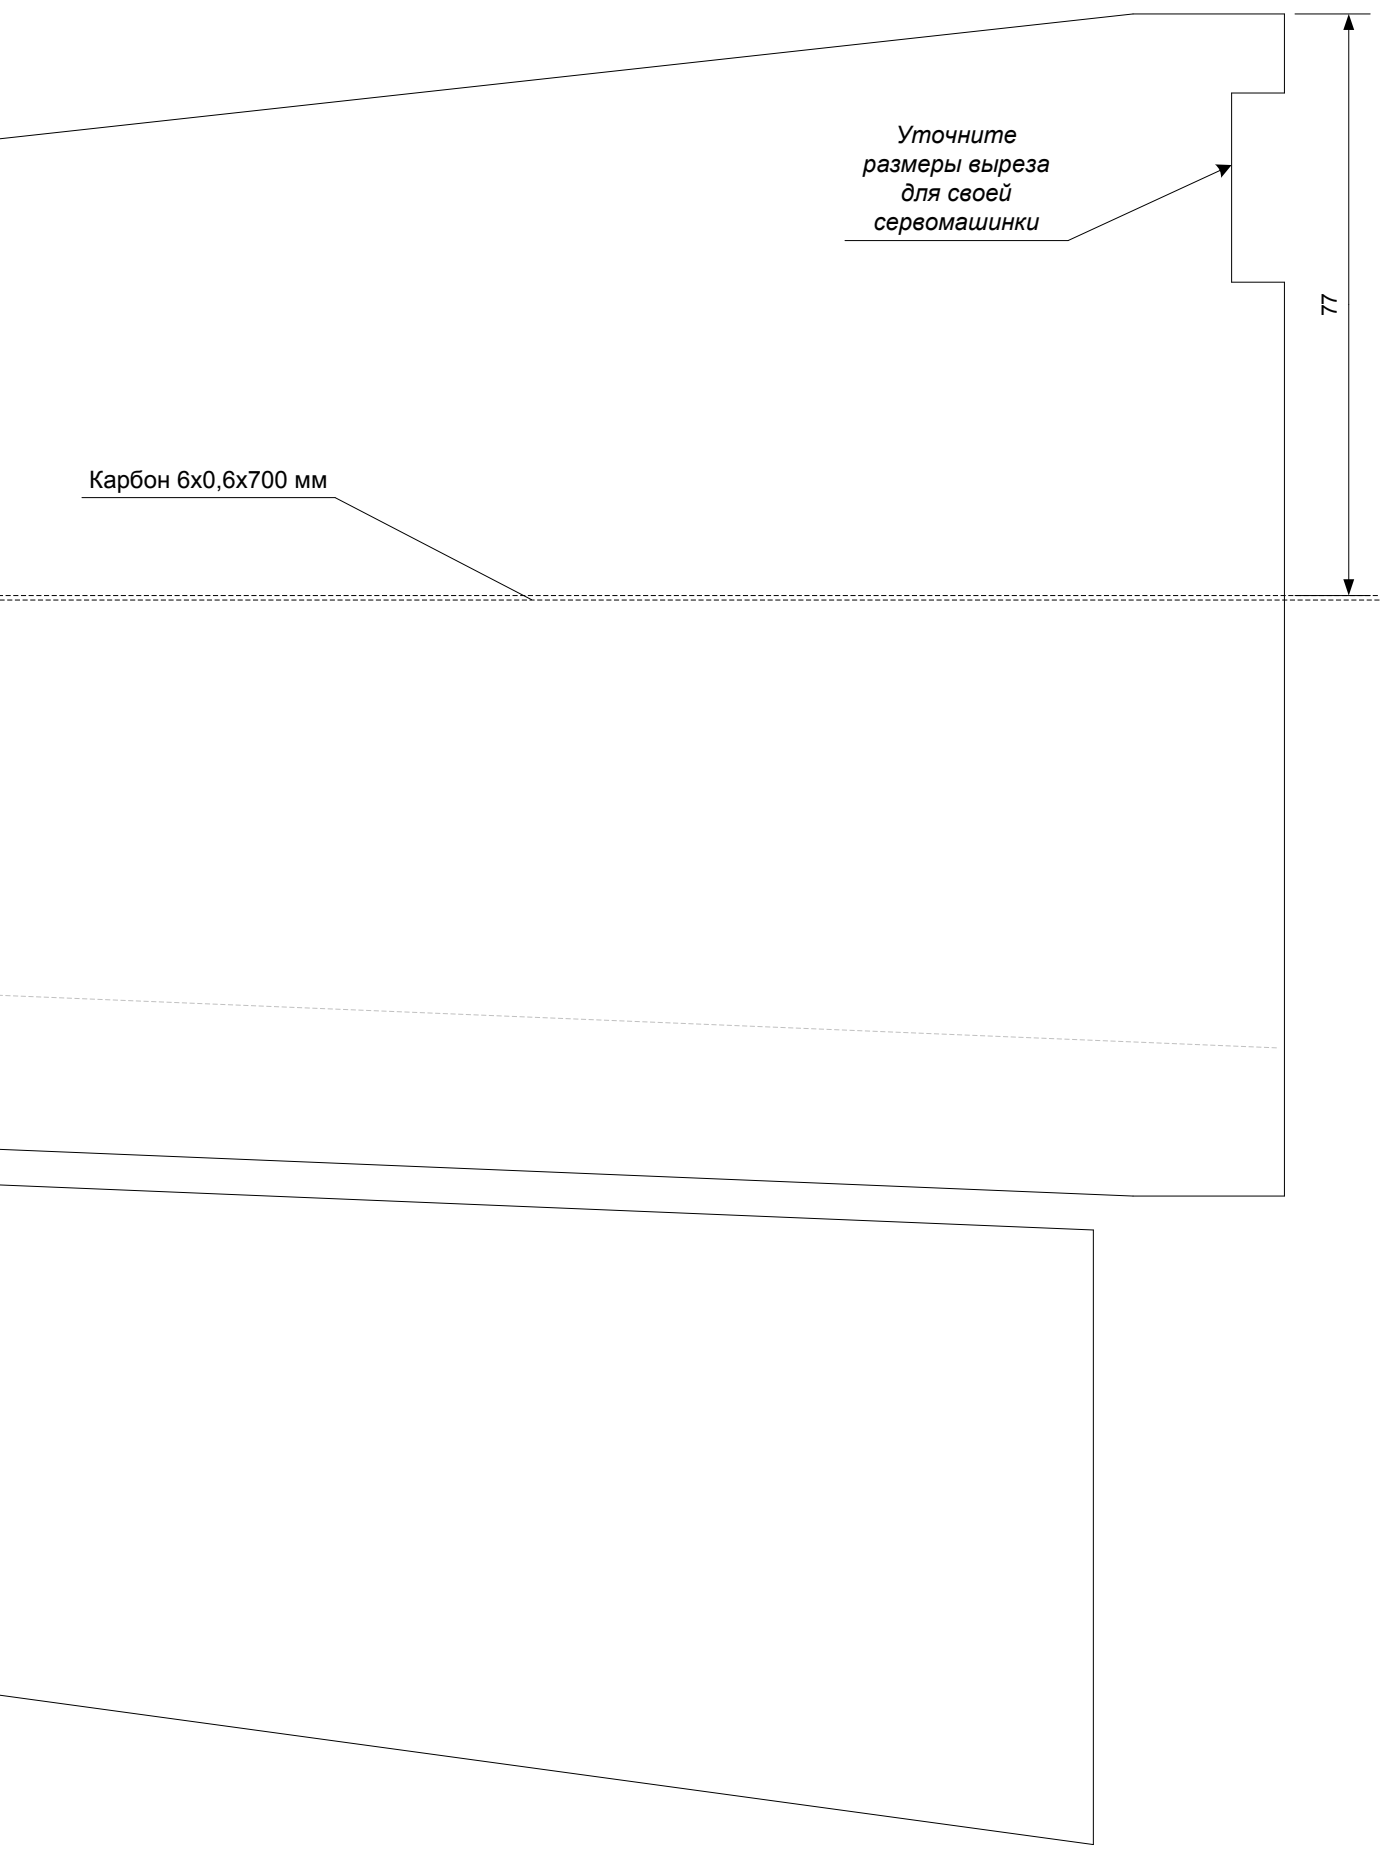 Уточните
размеры выреза
для своей
сервомашинки
77
Карбон 6х0,6х700 мм